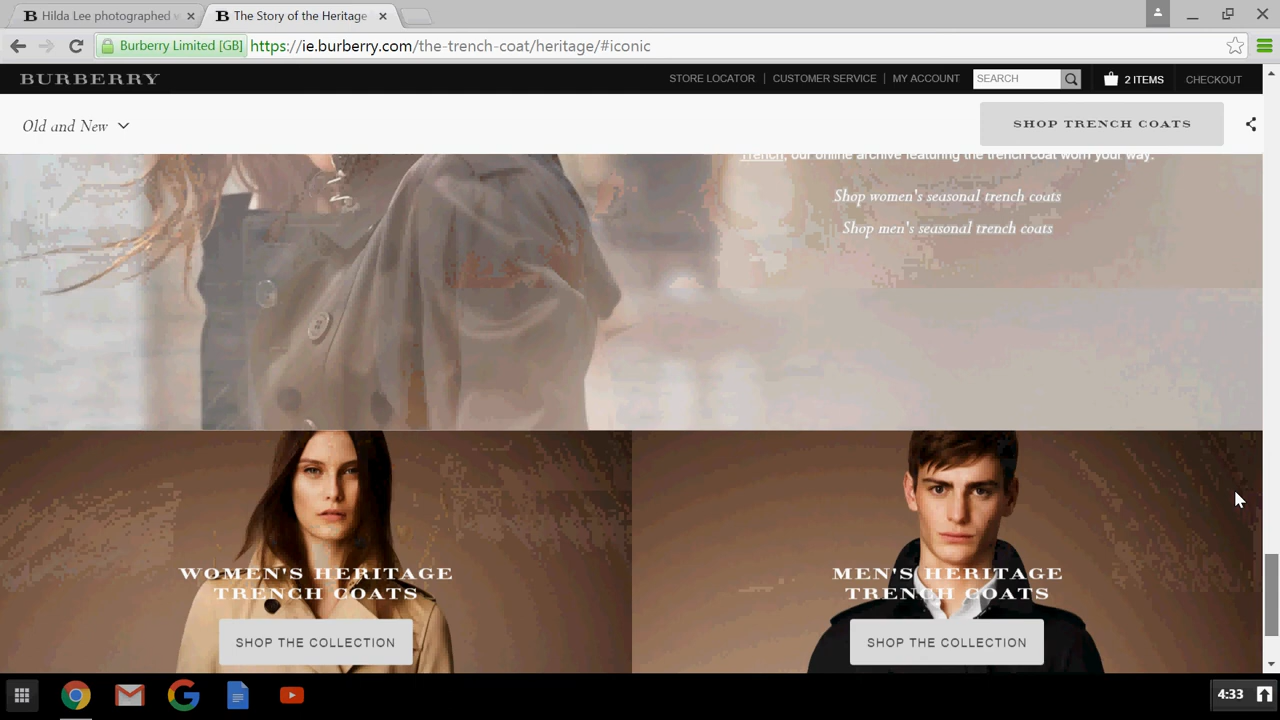 Hilda Lee photographed
The Story of the Heritage
Burberry Limited [GB]
https://ie.burberry.com/the-trench-coat/heritage/#iconic
BURBERRY
STORE LOCATOR
CUSTOMER SERVICE
MY ACCOUNT
SEARCH
2 ITEMS
CHECKOUT
Old and New
SHOP TRENCH COATS
Trench, our online archive featuring the trench coat worn your way.
Shop women's seasonal trench coats
Shop men's seasonal trench coats
WOMEN'S HERITAGE
TRENCH COATS
SHOP THE COLLECTION
MEN'S HERITAGE
TRENCH COATS
SHOP THE COLLECTION
4:33